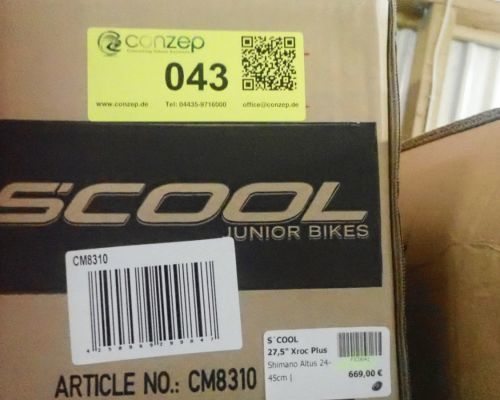 conzep
043
www.conzep.de Tel: 04435-9716000 office@conzep.de
S'COOL
JUNIOR BIKES
CM8310
S`COOL
27,5" Xroc Plus
Shimano Altus 24-
45cm |
669,00 €
ARTICLE NO.: CM8310